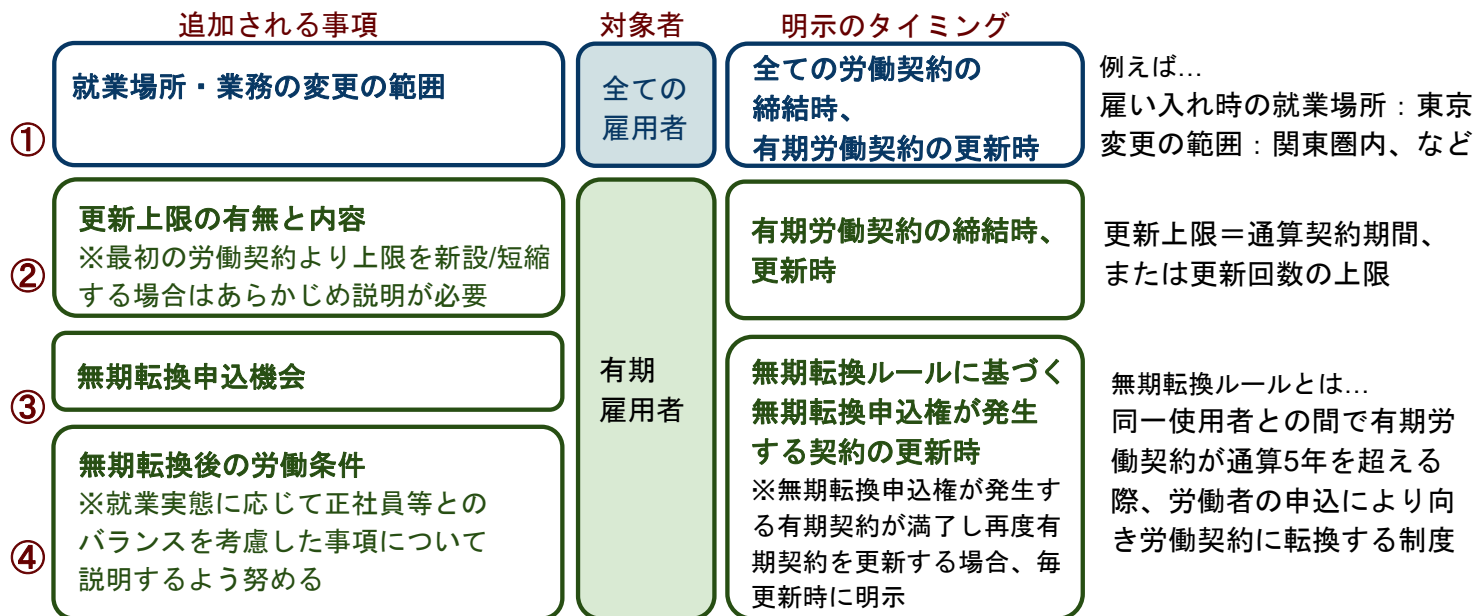 追加される事項
対象者
明示のタイミング
①
就業場所・業務の変更の範囲
全ての
雇用者
全ての労働契約の
締結時、
有期労働契約の更新時
例えば…
雇い入れ時の就業場所：東京
変更の範囲：関東圏内、など
②
更新上限の有無と内容
※最初の労働契約より上限を新設/短縮
する場合はあらかじめ説明が必要
有期労働契約の締結時、
更新時
更新上限＝通算契約期間、
または更新回数の上限
有期
雇用者
③
無期転換申込機会
④
無期転換後の労働条件
※就業実態に応じて正社員等との
バランスを考慮した事項について
説明するよう努める
無期転換ルールに基づく
無期転換申込権が発生
する契約の更新時
※無期転換申込権が発生す
る有期契約が満了し再度有
期契約を更新する場合、毎
更新時に明示
無期転換ルールとは…
同一使用者との間で有期労
働契約が通算5年を超える
際、労働者の申込により向
き労働契約に転換する制度